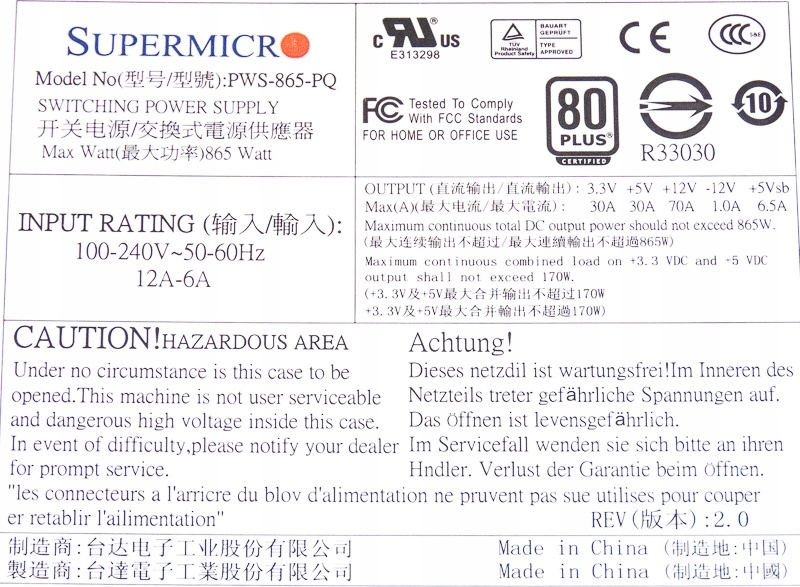 SUPERMICRO
Model No(型号/型號):PWS-865-PQ
SWITCHING POWER SUPPLY
开关电源/交換式電源供應器
Max Watt(最大功率)865 Watt
c RU US
E313298
TÜV
Rheinland
Product Safety
BAUART
GEPRÜFT
TYPE
APPROVED
CE
CCC S&E
FC Tested To Comply
With FCC Standards
FOR HOME OR OFFICE USE
80
PLUS®
CERTIFIED
R33030
10
INPUT RATING (输入/輸入):
100-240V~50-60Hz
12A-6A
OUTPUT (直流输出/直流輸出): 3.3V +5V +12V -12V +5Vsb
Max(A)(最大电流/最大電流): 30A 30A 70A 1.0A 6.5A
Maximum continuous total DC output power should not exceed 865W.
(最大连续输出不超过/最大連續輸出不超過865W)
Maximum continuous combined load on +3.3 VDC and +5 VDC
output shall not exceed 170W.
(+3.3V及+5V最大合并输出不超过170W
+3.3V及+5V最大合并輸出不超過170W)
CAUTION!HAZARDOUS AREA
Under no circumstance is this case to be
opened.This machine is not user serviceable
and dangerous high voltage inside this case.
In event of difficulty,please notify your dealer
for prompt service.
Achtung!
Dieses netzdil ist wartungsfrei!Im Inneren des
Netzteils treter gefährliche Spannungen auf.
Das öffnen ist levensgefährlich.
Im Servicefall wenden sie sich bitte an ihren
Hndler. Verlust der Garantie beim öffnen.
"les connecteurs a l'arricre du blov d'alimentation ne pruvent pas sue utilises pour couper
er retablir l'ailimentation"
REV(版本):2.0
制造商:台达电子工业股份有限公司
製造商:台達電子工業股份有限公司
Made in China (制造地:中国)
Made in China (製造地:中國)